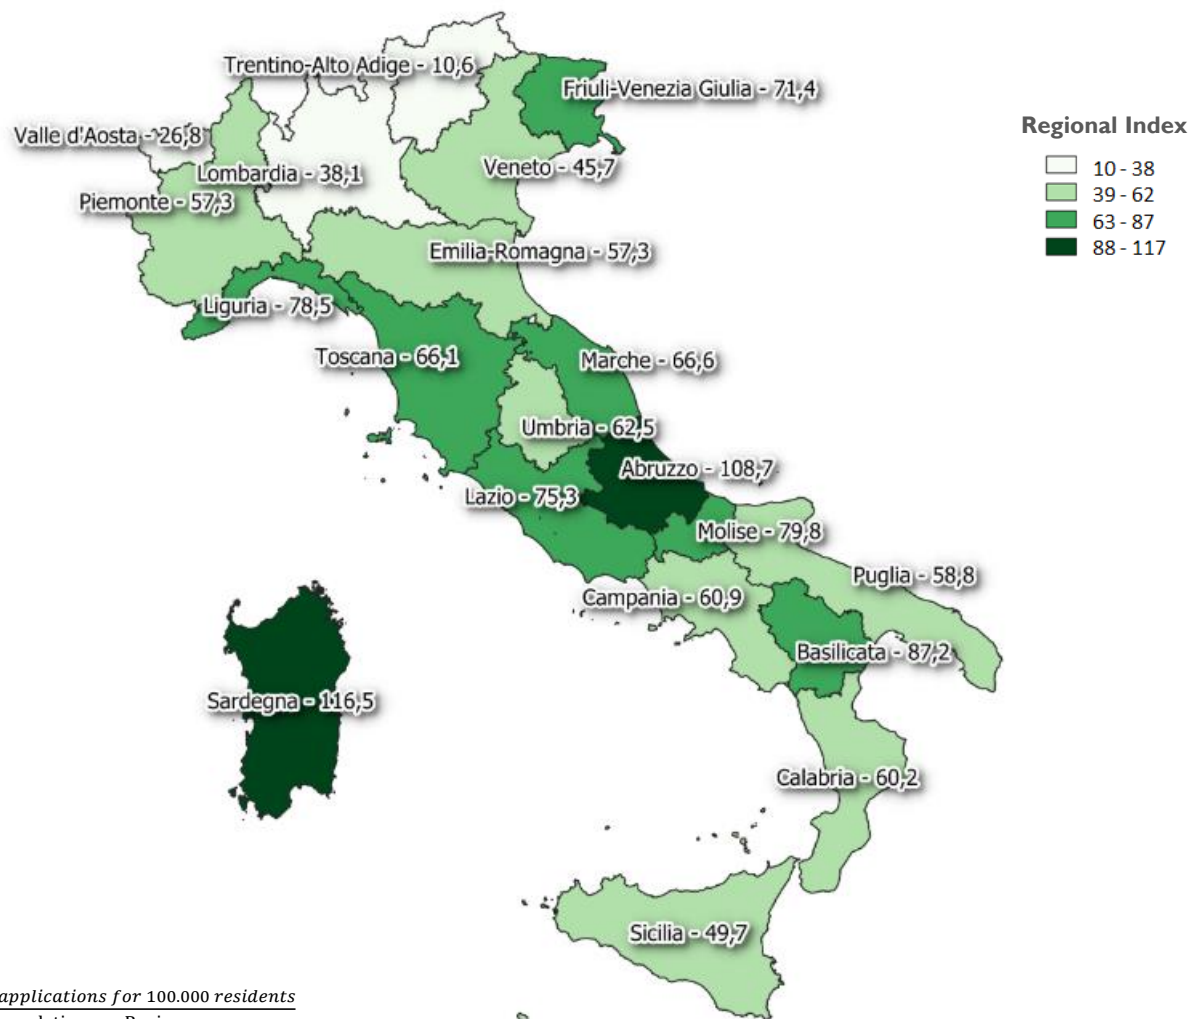 Trentino-Alto Adige - 10,6
Friuli-Venezia Giulia - 71,4
Valle d'Aosta - 26,8
Lombardia - 38,1
Veneto - 45,7
Piemonte - 57,3
Emilia-Romagna - 57,3
Liguria - 78,5
Toscana - 66,1
Marche - 66,6
Umbria - 62,5
Abruzzo - 108,7
Lazio - 75,3
Molise - 79,8
Puglia - 58,8
Campania - 60,9
Basilicata - 87,2
Sardegna - 116,5
Calabria - 60,2
Sicilia - 49,7
Regional Index
10 - 38
39 - 62
63 - 87
88 - 117
applications for 100.000 residents